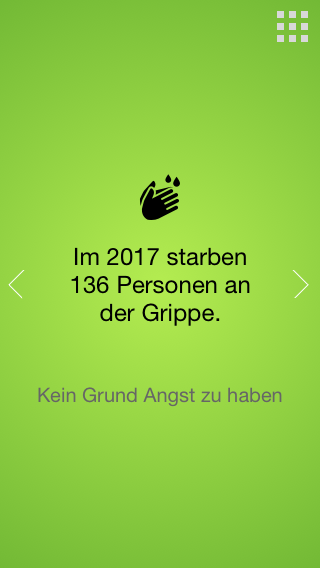 Im 2017 starben
136 Personen an
der Grippe.
Kein Grund Angst zu haben